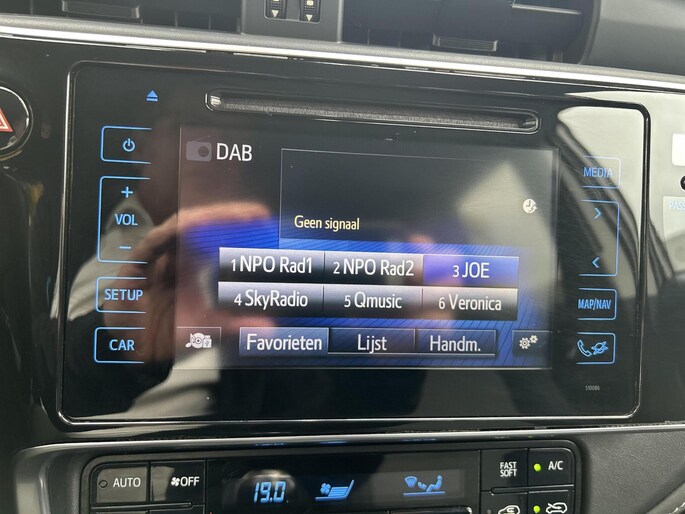 DAB
MEDIA
+
VOL
−
Geen signaal
1 NPO Rad1 2 NPO Rad2 3 JOE
SETUP 4 SkyRadio 5 Qmusic 6 Veronica MAP/NAV
CAR Favorieten Lijst Handm.
510086
AUTO OFF 19.0 FAST SOFT A/C